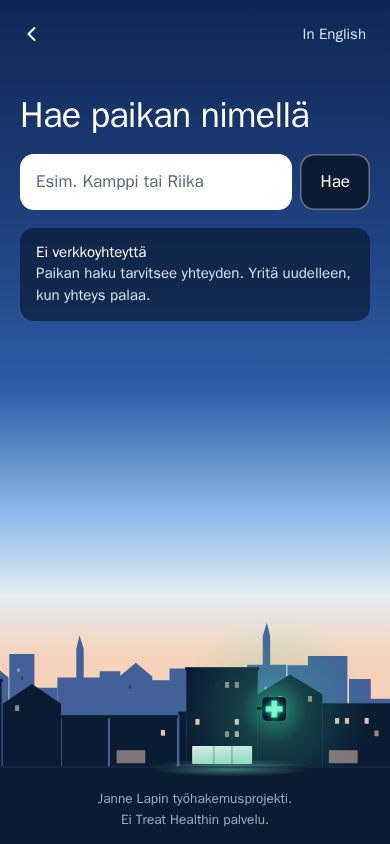 In English
Hae paikan nimellä
Esim. Kamppi tai Riika
Hae
Ei verkkoyhteyttä
Paikan haku tarvitsee yhteyden. Yritä uudelleen,
kun yhteys palaa.
Janne Lapin työhakemusprojekti.
Ei Treat Healthin palvelu.